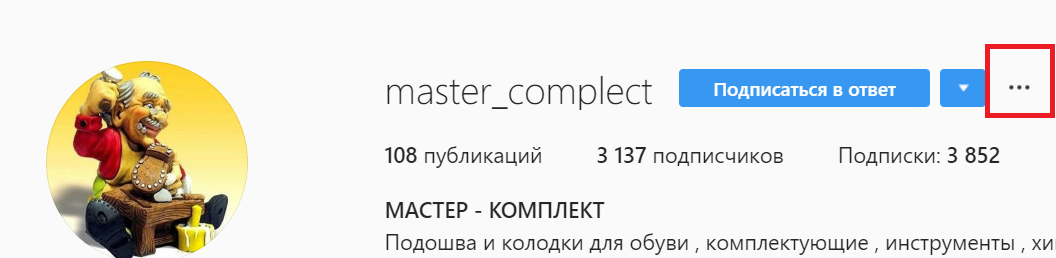 master_complect Подписаться в ответ
108 публикаций 3 137 подписчиков Подписки: 3 852
МАСТЕР - КОМПЛЕКТ
Подошва и колодки для обуви , комплектующие , инструменты ,